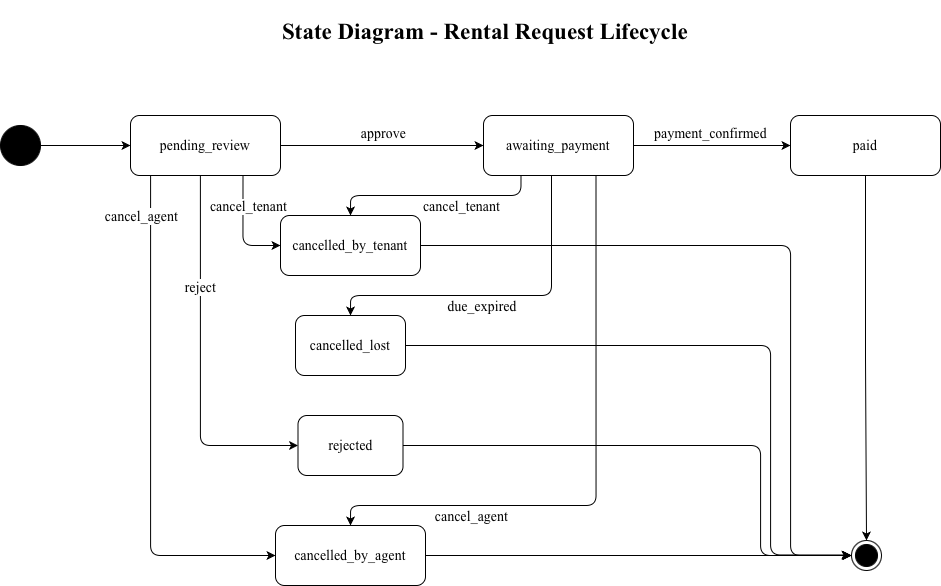 State Diagram - Rental Request Lifecycle
pending_review
approve
awaiting_payment
payment_confirmed
paid
cancel_agent
cancel_tenant
cancel_tenant
cancelled_by_tenant
reject
due_expired
cancelled_lost
rejected
cancel_agent
cancelled_by_agent